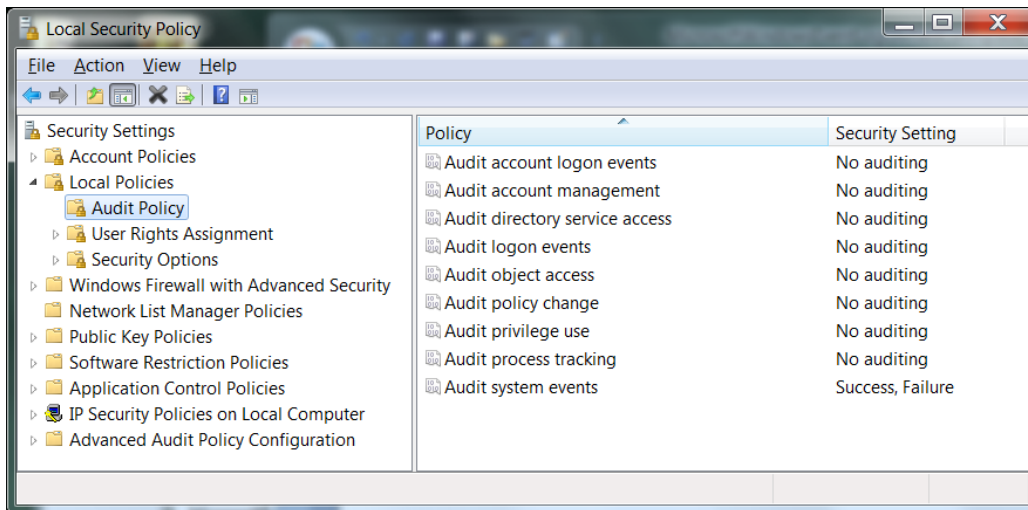 Local Security Policy
File Action View Help
Security Settings
Account Policies
Local Policies
Audit Policy
User Rights Assignment
Security Options
Windows Firewall with Advanced Security
Network List Manager Policies
Public Key Policies
Software Restriction Policies
Application Control Policies
IP Security Policies on Local Computer
Advanced Audit Policy Configuration
Policy Security Setting
Audit account logon events No auditing
Audit account management No auditing
Audit directory service access No auditing
Audit logon events No auditing
Audit object access No auditing
Audit policy change No auditing
Audit privilege use No auditing
Audit process tracking No auditing
Audit system events Success, Failure